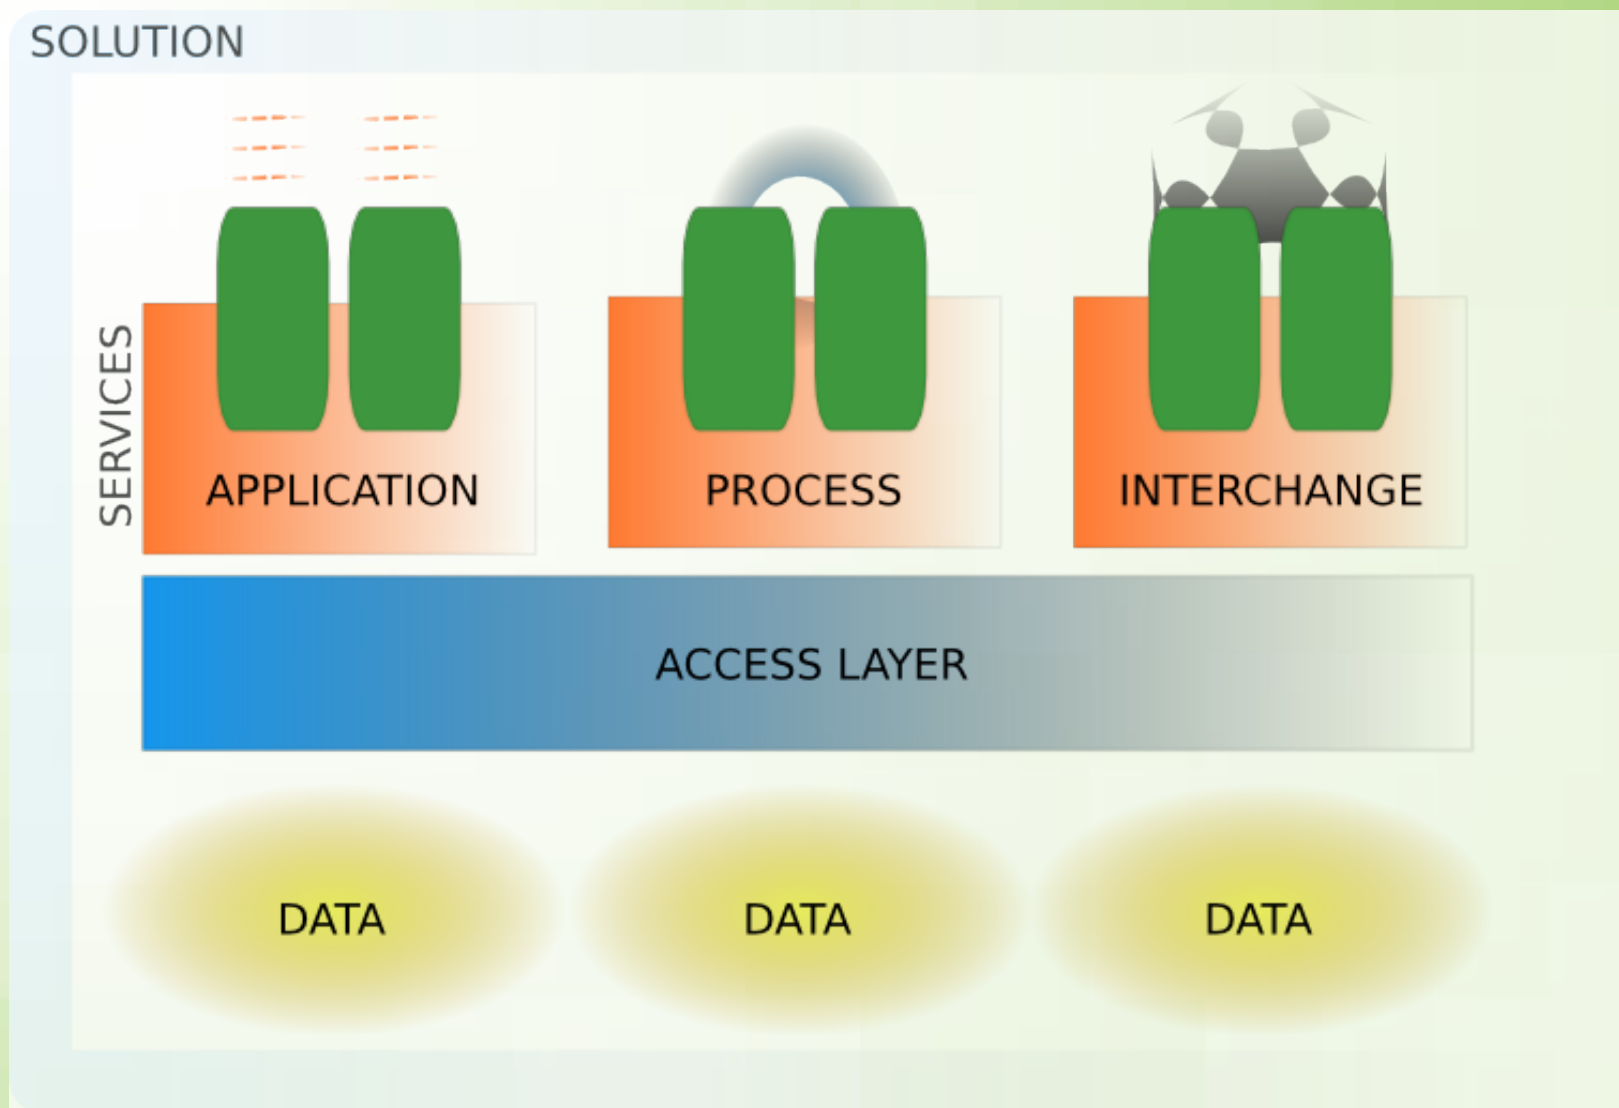 SOLUTION
SERVICES
APPLICATION
PROCESS
INTERCHANGE
ACCESS LAYER
DATA
DATA
DATA